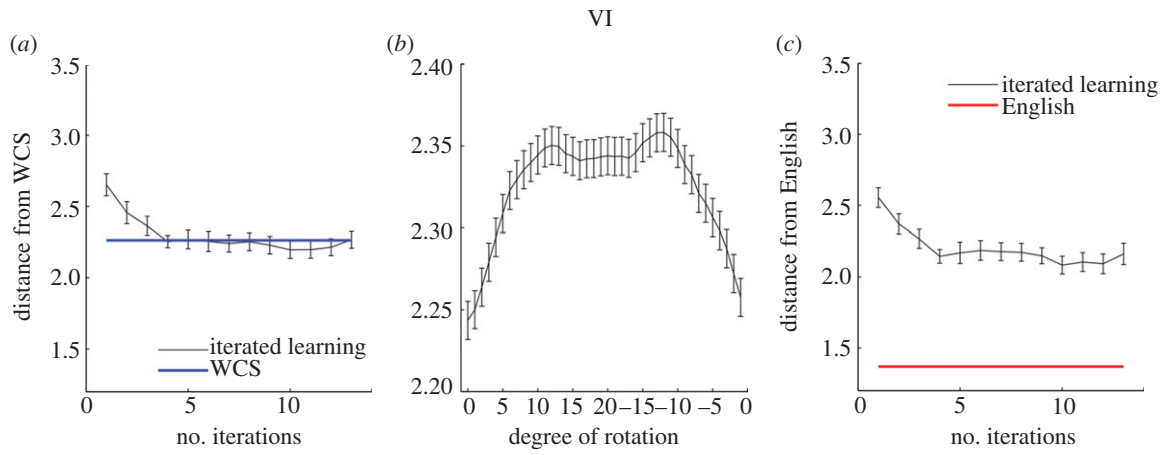 VI
(a)
distance from WCS
3.5
3.0
2.5
2.0
1.5
iterated learning
WCS
0 5 10
no. iterations
(b)
2.40
2.35
2.30
2.25
2.20
0 5 10 15 20 –15 –10 –5 0
degree of rotation
(c)
distance from English
3.5
3.0
2.5
2.0
1.5
iterated learning
English
0 5 10
no. iterations